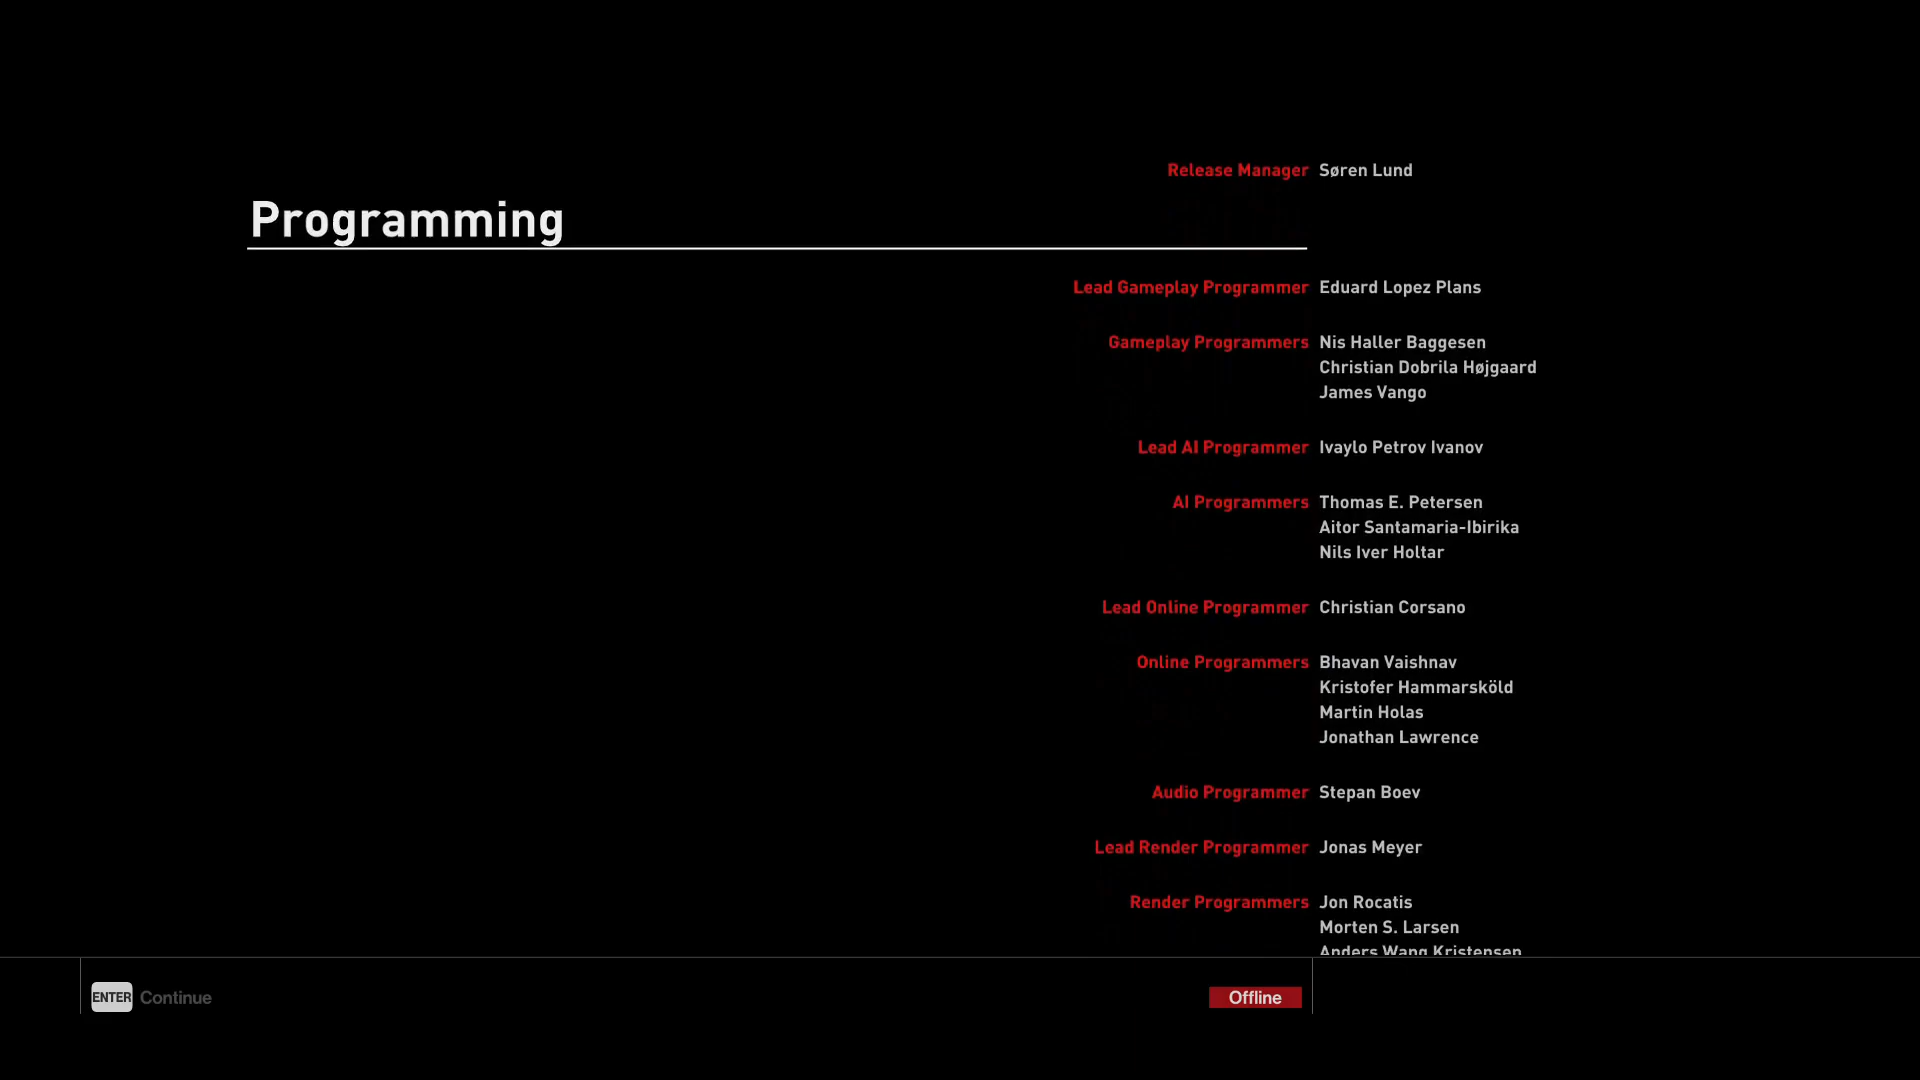 Release Manager Søren Lund
Programming
Lead Gameplay Programmer Eduard Lopez Plans
Gameplay Programmers Nis Haller Baggesen
Christian Dobrila Højgaard
James Vango
Lead AI Programmer Ivaylo Petrov Ivanov
AI Programmers Thomas E. Petersen
Aitor Santamaria-Ibirika
Nils Iver Holtar
Lead Online Programmer Christian Corsano
Online Programmers Bhavan Vaishnav
Kristofer Hammarsköld
Martin Holas
Jonathan Lawrence
Audio Programmer Stepan Boev
Lead Render Programmer Jonas Meyer
Render Programmers Jon Rocatis
Morten S. Larsen
Anders Wang Kristensen
ENTER Continue
Offline